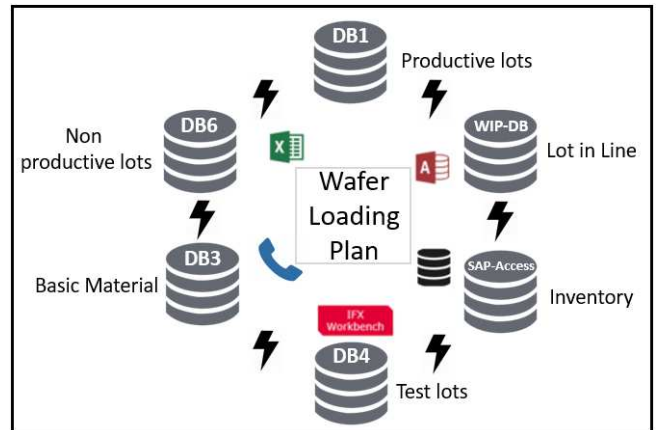 DB1
Productive lots
DB6
Non
productive lots
X
WIP-DB
Lot in Line
A
Wafer
Loading
Plan
DB3
Basic Material
SAP-Access
Inventory
IFX
Workbench
DB4
Test lots